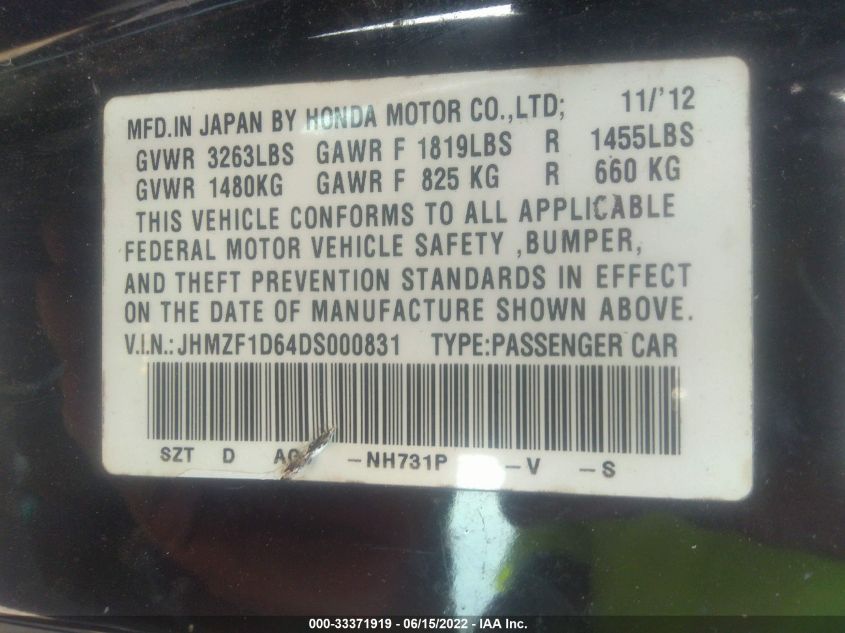 MFD.IN JAPAN BY HONDA MOTOR CO.,LTD; 11/'12
GVWR 3263LBS GAWR F 1819LBS R 1455LBS
GVWR 1480KG GAWR F 825 KG R 660 KG
THIS VEHICLE CONFORMS TO ALL APPLICABLE
FEDERAL MOTOR VEHICLE SAFETY ,BUMPER,
AND THEFT PREVENTION STANDARDS IN EFFECT
ON THE DATE OF MANUFACTURE SHOWN ABOVE.
V.I.N.:JHMZF1D64DS000831 TYPE:PASSENGER CAR
SZT D –NH731P –V –S
000-33371919 - 06/15/2022 - IAA Inc.